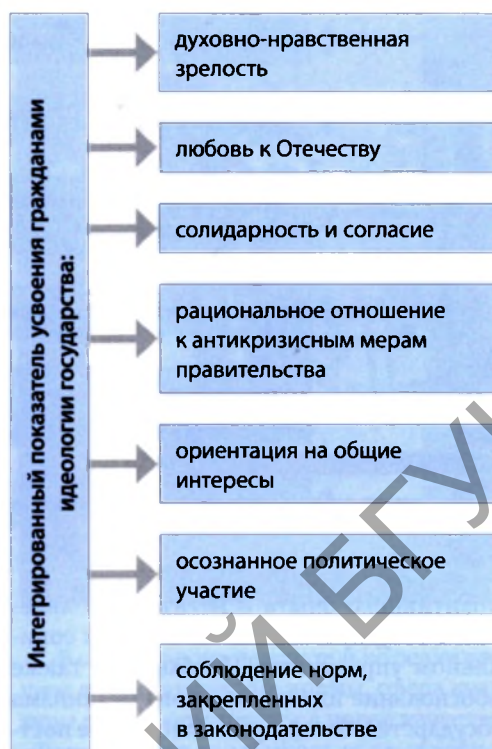 Интегрированный показатель усвоения гражданами
идеологии государства:
духовно-нравственная
зрелость
любовь к Отечеству
солидарность и согласие
рациональное отношение
к антикризисным мерам
правительства
ориентация на общие
интересы
осознанное политическое
участие
соблюдение норм,
закрепленных
в законодательстве